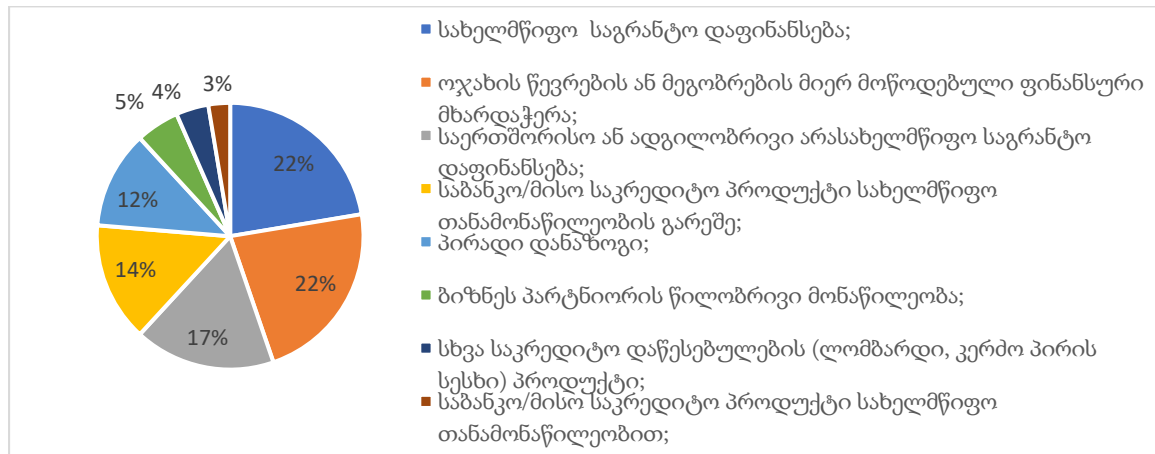 სახელმწიფო საგრანტო დაფინანსება;
ოჯახის წევრების ან მეგობრების მიერ მოწოდებული ფინანსური
მხარდაჭერა;
საერთშორისო ან ადგილობრივი არასახელმწიფო საგრანტო
დაფინანსება;
საბანკო/მისო საკრედიტო პროდუქტი სახელმწიფო
თანამონაწილეობის გარეშე;
პირადი დანაზოგი;
ბიზნეს პარტნიორის წილობრივი მონაწილეობა;
სხვა საკრედიტო დაწესებულების (ლომბარდი, კერძო პირის
სესხი) პროდუქტი;
საბანკო/მისო საკრედიტო პროდუქტი სახელმწიფო
თანამონაწილეობით;
22%
22%
17%
14%
12%
5%
4%
3%